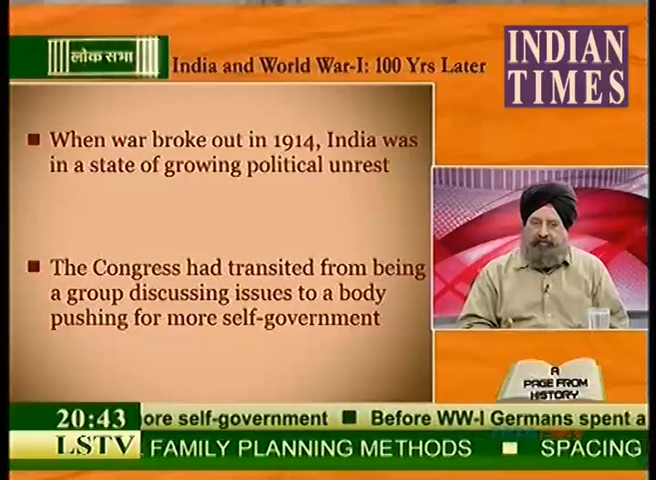 लोक सभा
India and World War-I: 100 Yrs Later
INDIAN
TIMES
When war broke out in 1914, India was
in a state of growing political unrest
The Congress had transited from being
a group discussing issues to a body
pushing for more self-government
A
PAGE FROM
HISTORY
20:43
ore self-government ■ Before WW-I Germans spent a
LSTV
FAMILY PLANNING METHODS ■ SPACING